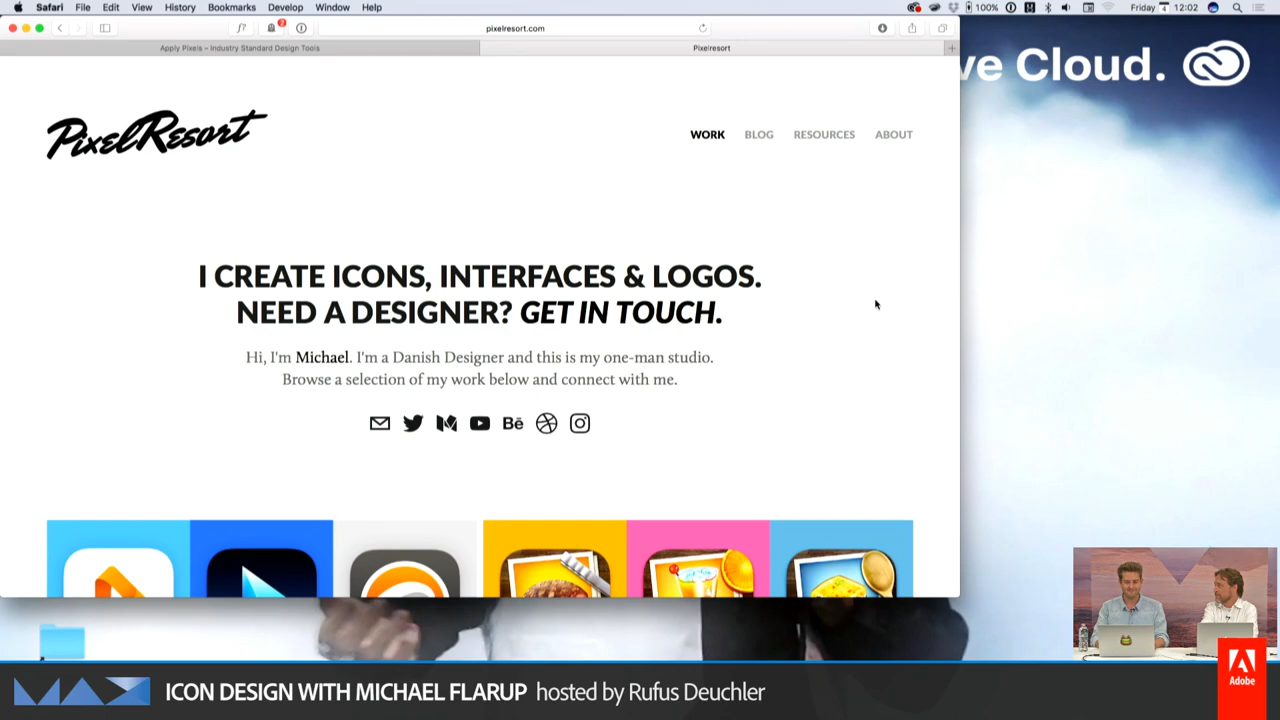 Safari File Edit View History Bookmarks Develop Window Help
100% Friday 4 12:02
f? 2 pixelresort.com
Apply Pixels – Industry Standard Design Tools
Pixelresort
ve Cloud.
PixelResort
WORK BLOG RESOURCES ABOUT
I CREATE ICONS, INTERFACES & LOGOS.
NEED A DESIGNER? GET IN TOUCH.
Hi, I'm Michael. I'm a Danish Designer and this is my one-man studio.
Browse a selection of my work below and connect with me.
Bē
MAX ICON DESIGN WITH MICHAEL FLARUP hosted by Rufus Deuchler
Adobe